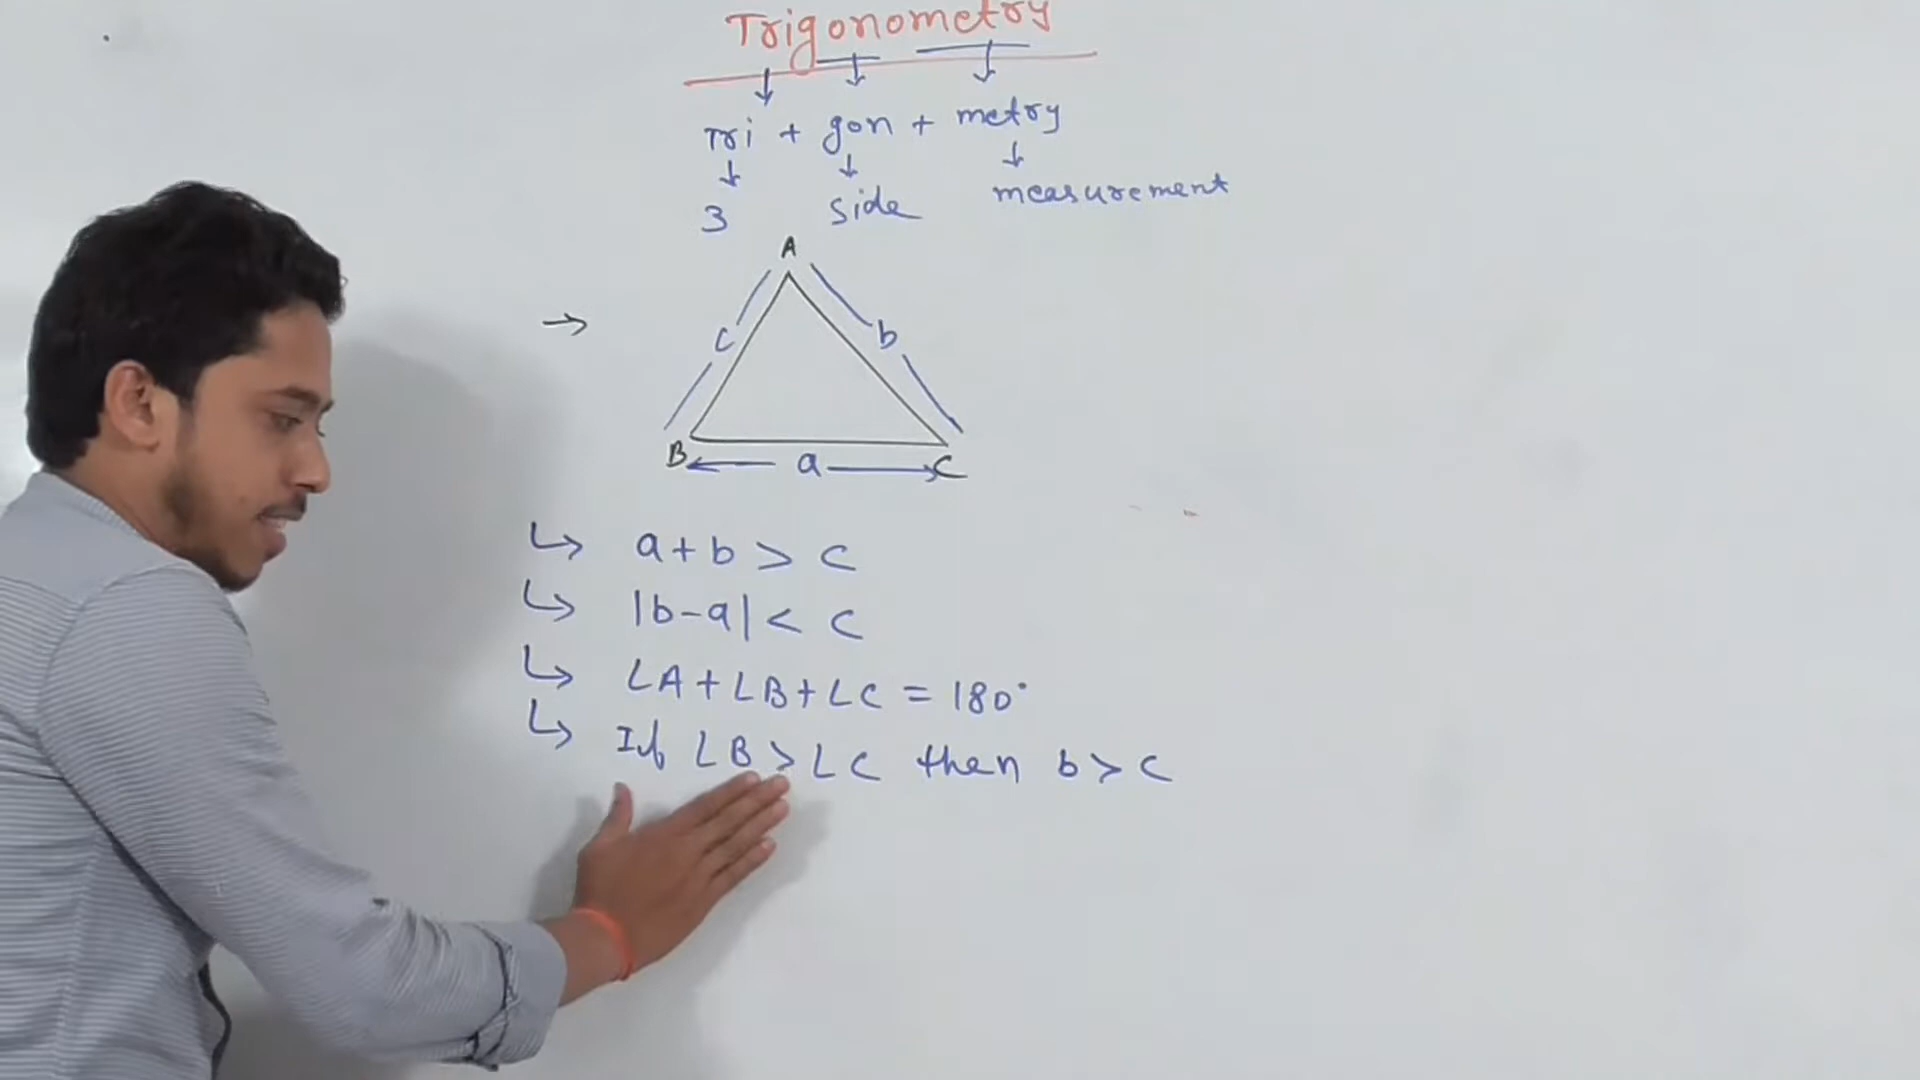 Trigonometry
Tri + gon + metry
3 side measurement
A
c b
B a C
a + b > c
|b-a| < c
∠A + ∠B + ∠C = 180°
If ∠B > ∠C then b > c